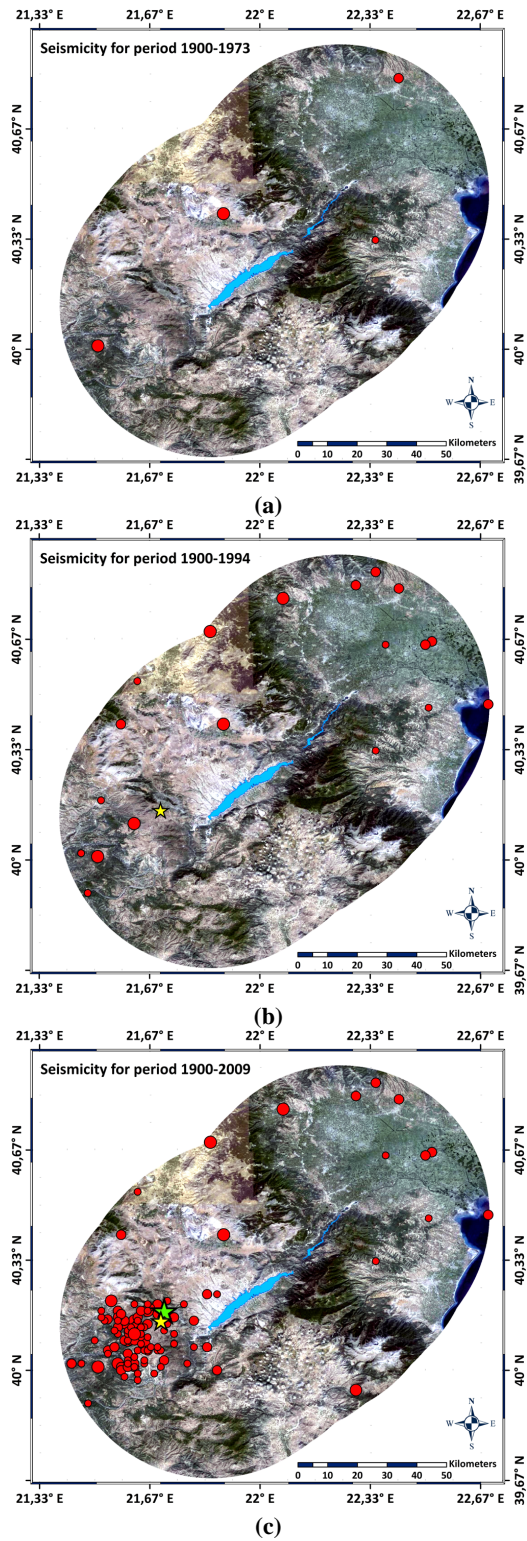 21,33° E 21,67° E 22° E 22,33° E 22,67° E
Seismicity for period 1900-1973
40,67° N 40,67° N
40,33° N 40,33° N
40° N 40° N
39,67° N
N
W E
S
Kilometers
0 10 20 30 40 50
21,33° E 21,67° E 22° E 22,33° E 22,67° E
(a)
21,33° E 21,67° E 22° E 22,33° E 22,67° E
Seismicity for period 1900-1994
40,67° N 40,67° N
40,33° N 40,33° N
40° N 40° N
39,67° N
N
W E
S
Kilometers
0 10 20 30 40 50
21,33° E 21,67° E 22° E 22,33° E 22,67° E
(b)
21,33° E 21,67° E 22° E 22,33° E 22,67° E
Seismicity for period 1900-2009
40,67° N 40,67° N
40,33° N 40,33° N
40° N 40° N
39,67° N
N
W E
S
Kilometers
0 10 20 30 40 50
21,33° E 21,67° E 22° E 22,33° E 22,67° E
(c)